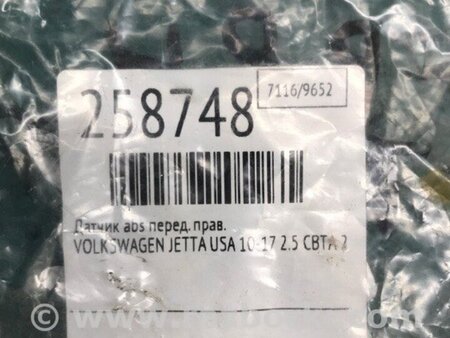 258748
7116/9652
Датчик abs перед. прав.
VOLKSWAGEN JETTA USA 10-17 2.5 CBTA 2